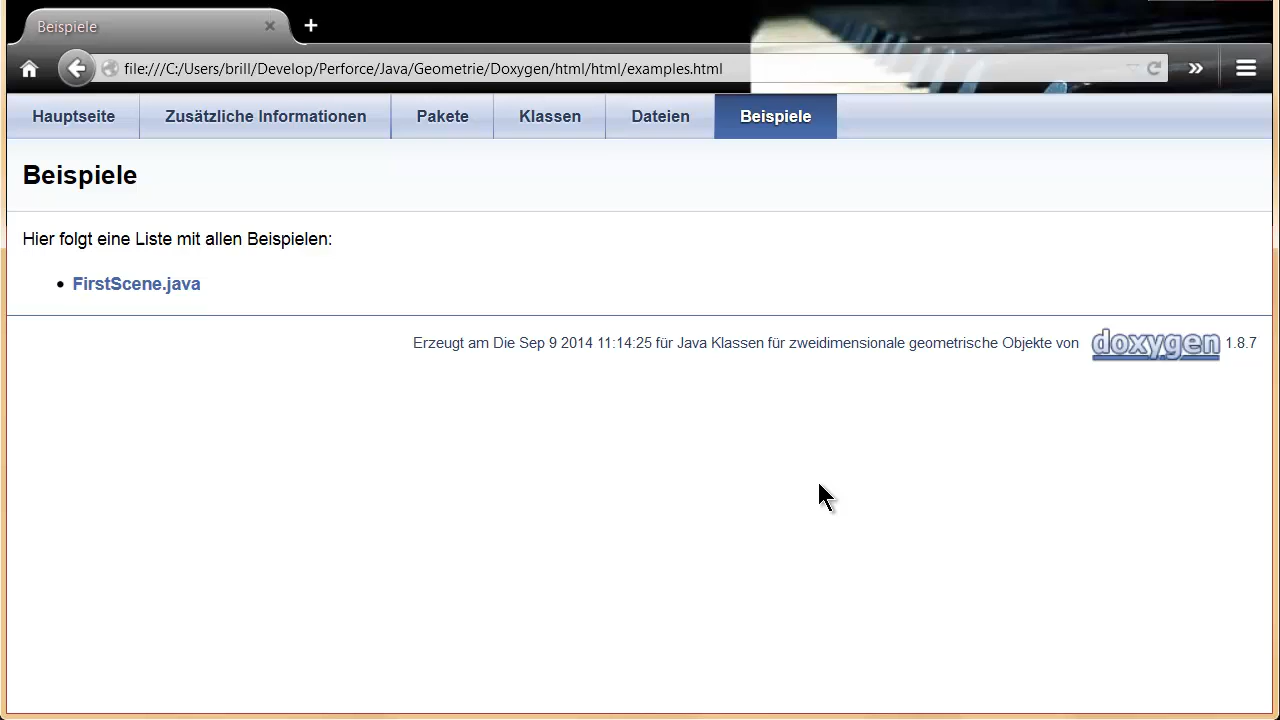 Beispiele
file:///C:/Users/brill/Develop/Perforce/Java/Geometrie/Doxygen/html/html/examples.html
Hauptseite Zusätzliche Informationen Pakete Klassen Dateien Beispiele
Beispiele
Hier folgt eine Liste mit allen Beispielen:
• FirstScene.java
Erzeugt am Die Sep 9 2014 11:14:25 für Java Klassen für zweidimensionale geometrische Objekte von doxygen 1.8.7